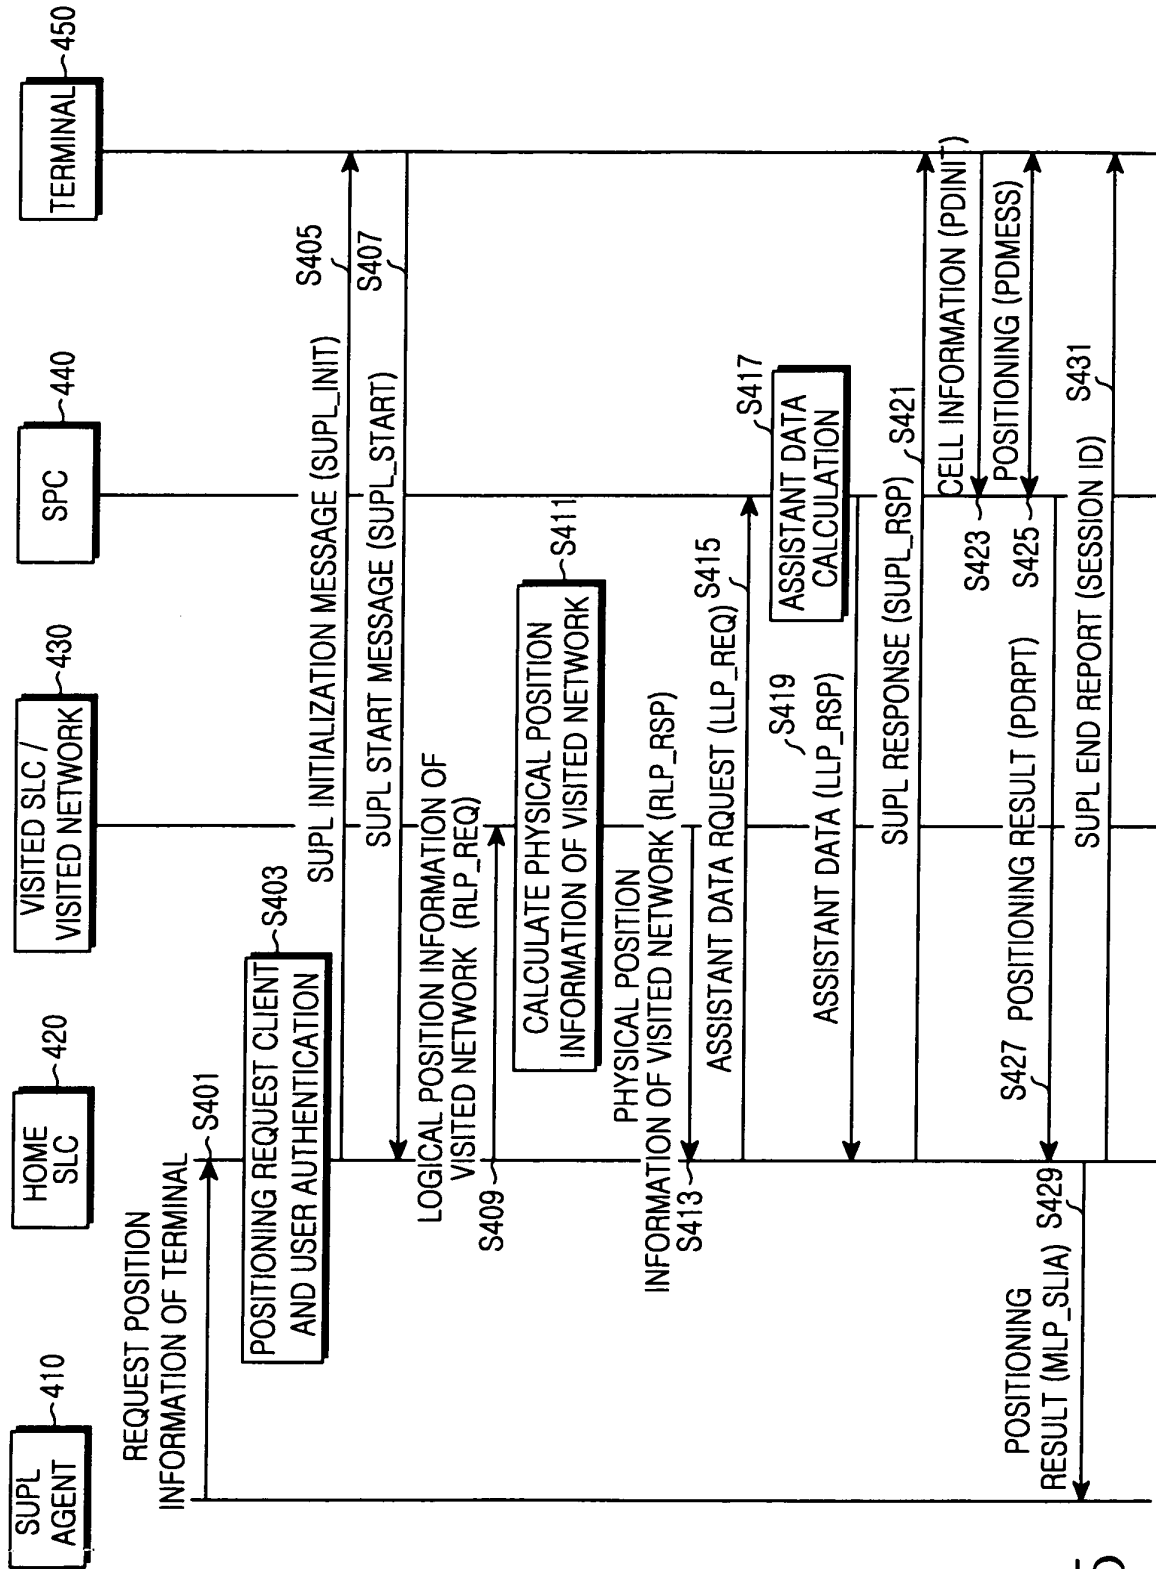 SUPL
AGENT
410
HOME
SLC
420
VISITED SLC /
VISITED NETWORK
430
SPC
440
TERMINAL
450
REQUEST POSITION
INFORMATION OF TERMINAL
S401
POSITIONING REQUEST CLIENT
AND USER AUTHENTICATION
S403
SUPL INITIALIZATION MESSAGE (SUPL_INIT)
S405
SUPL START MESSAGE (SUPL_START)
S407
LOGICAL POSITION INFORMATION OF
VISITED NETWORK (RLP_REQ)
S409
CALCULATE PHYSICAL POSITION
INFORMATION OF VISITED NETWORK
S411
PHYSICAL POSITION
INFORMATION OF VISITED NETWORK (RLP_RSP)
S413
ASSISTANT DATA RQUEST (LLP_REQ)
S415
ASSISTANT DATA
CALCULATION
S417
ASSISTANT DATA (LLP_RSP)
S419
SUPL RESPONSE (SUPL_RSP)
S421
CELL INFORMATION (PDINIT)
S423
POSITIONING (PDMESS)
S425
S427
POSITIONING RESULT (PDRPT)
POSITIONING
RESULT (MLP_SLIA)
S429
SUPL END REPORT (SESSION ID)
S431
5